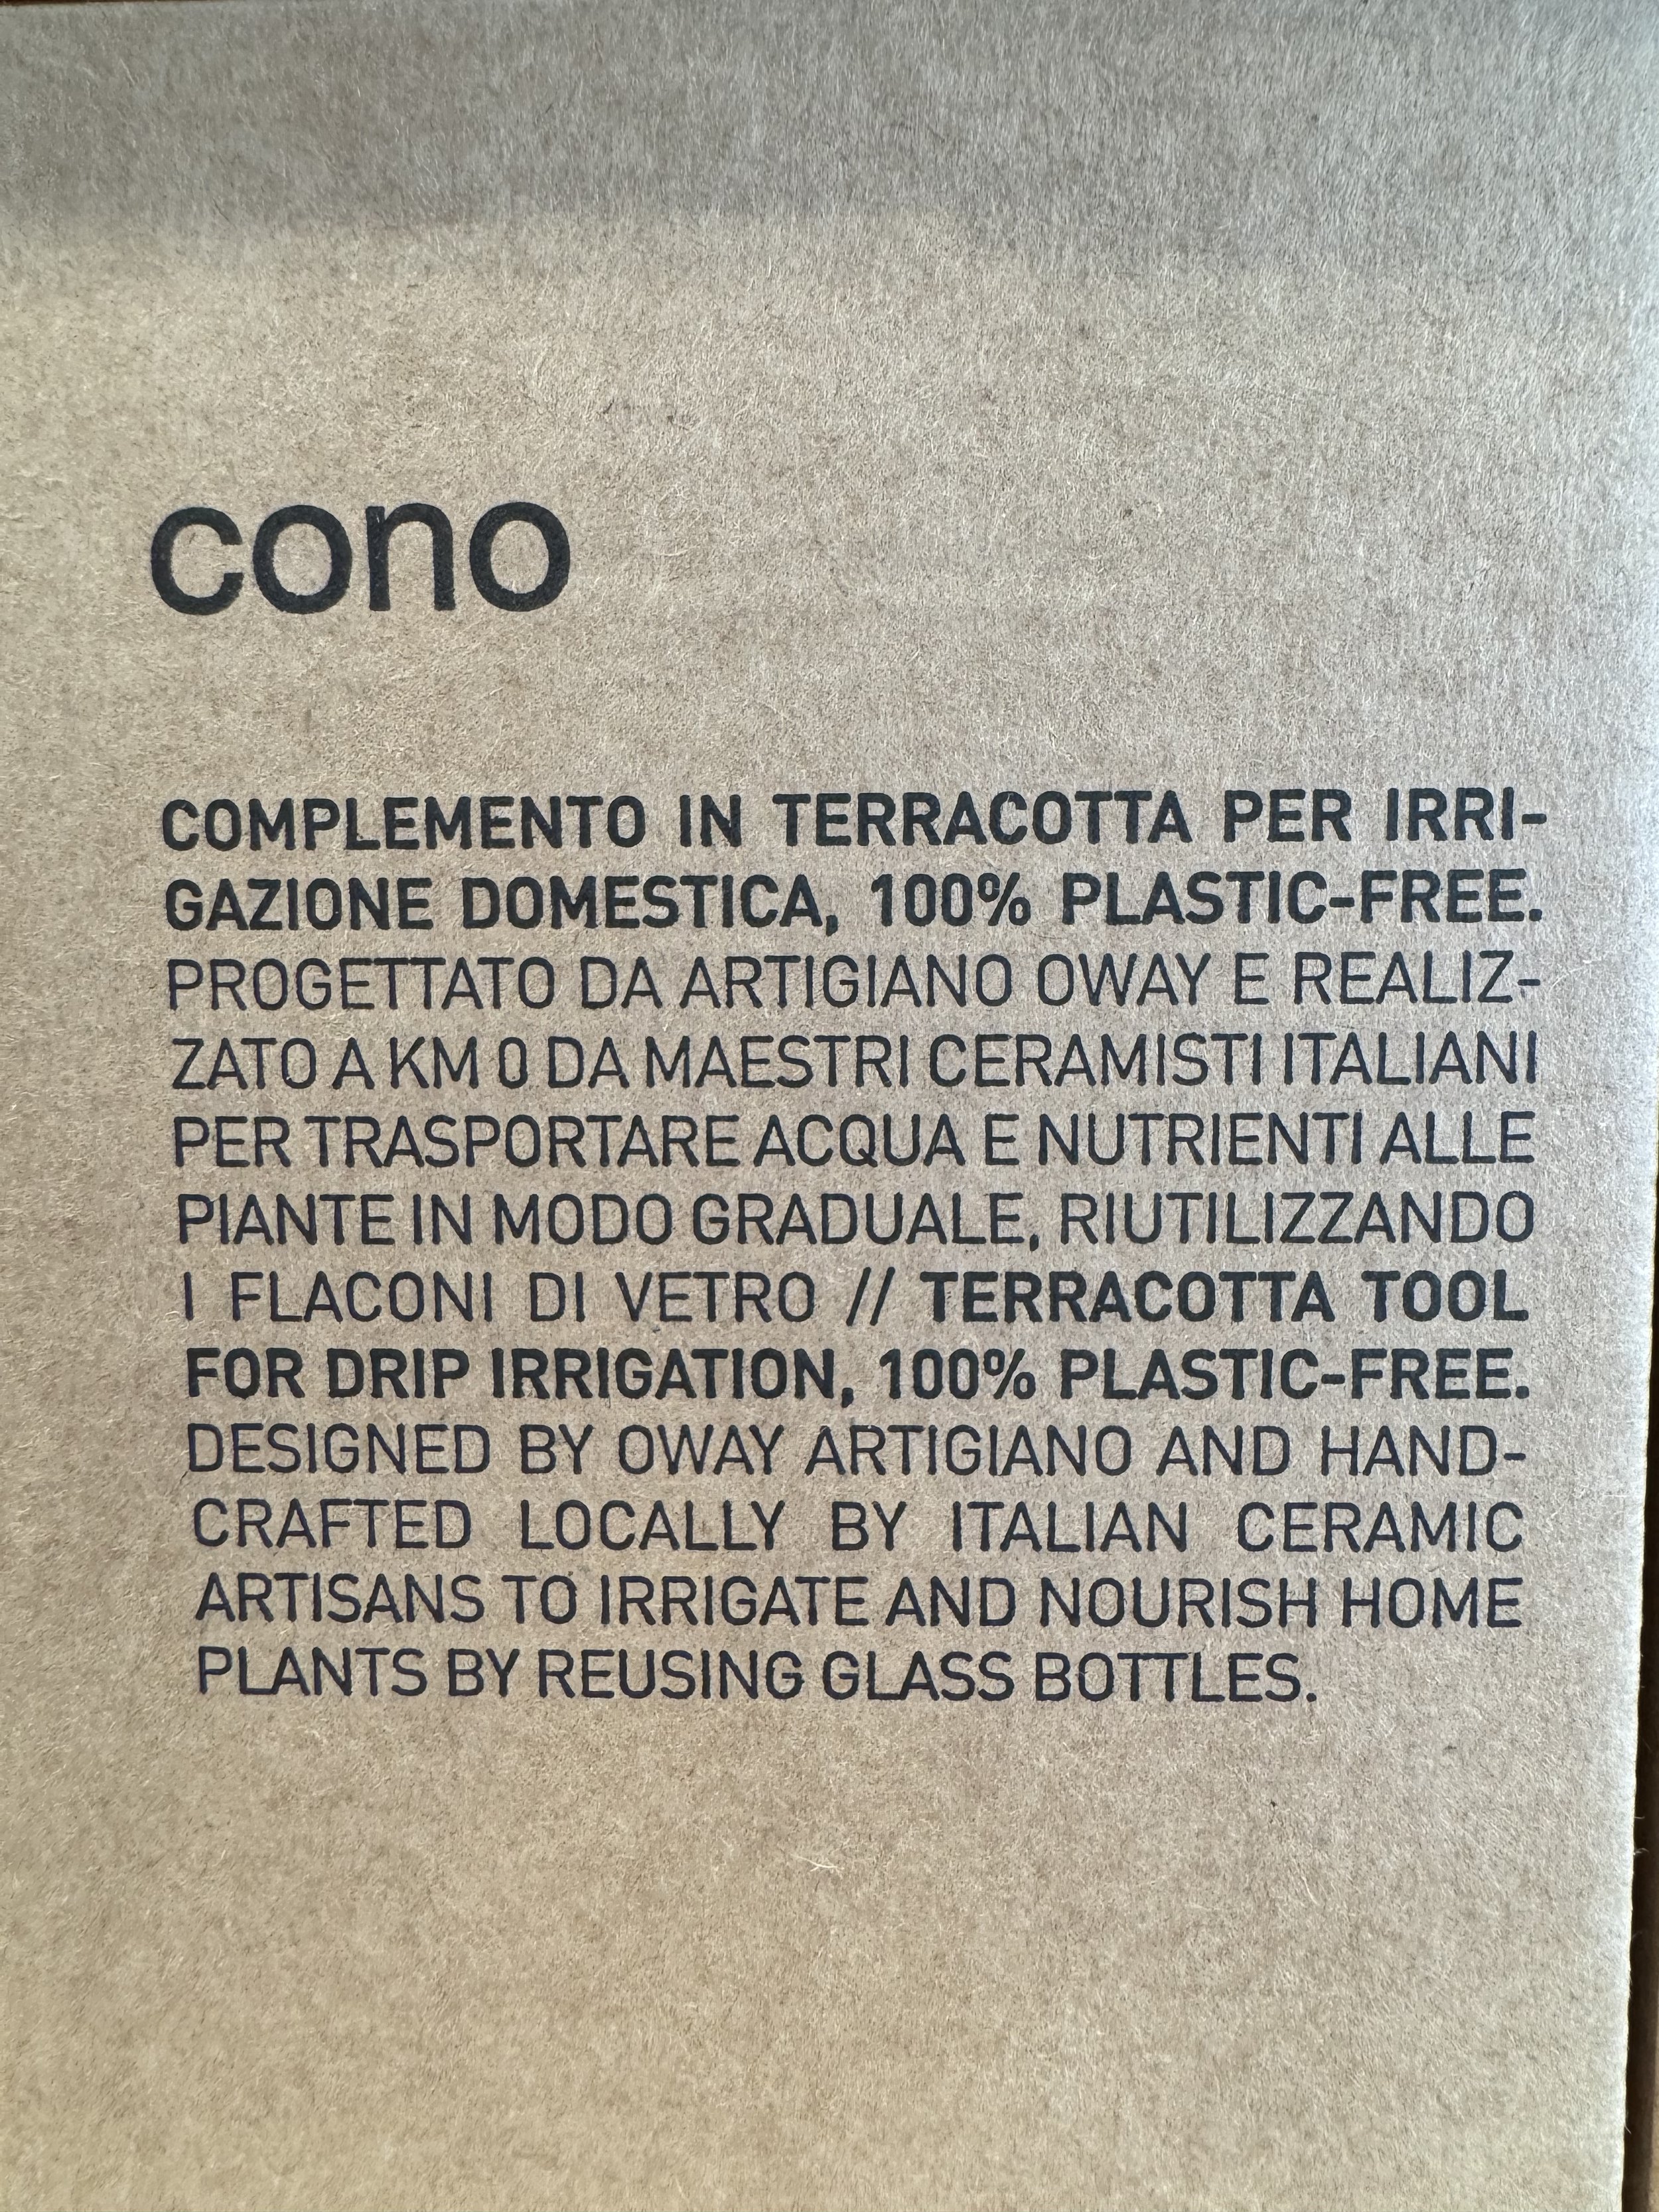 cono
COMPLEMENTO IN TERRACOTTA PER IRRI-
GAZIONE DOMESTICA, 100% PLASTIC-FREE.
PROGETTATO DA ARTIGIANO OWAY E REALIZ-
ZATO A KM 0 DA MAESTRI CERAMISTI ITALIANI
PER TRASPORTARE ACQUA E NUTRIENTI ALLE
PIANTE IN MODO GRADUALE, RIUTILIZZANDO
I FLACONI DI VETRO // TERRACOTTA TOOL
FOR DRIP IRRIGATION, 100% PLASTIC-FREE.
DESIGNED BY OWAY ARTIGIANO AND HAND-
CRAFTED LOCALLY BY ITALIAN CERAMIC
ARTISANS TO IRRIGATE AND NOURISH HOME
PLANTS BY REUSING GLASS BOTTLES.